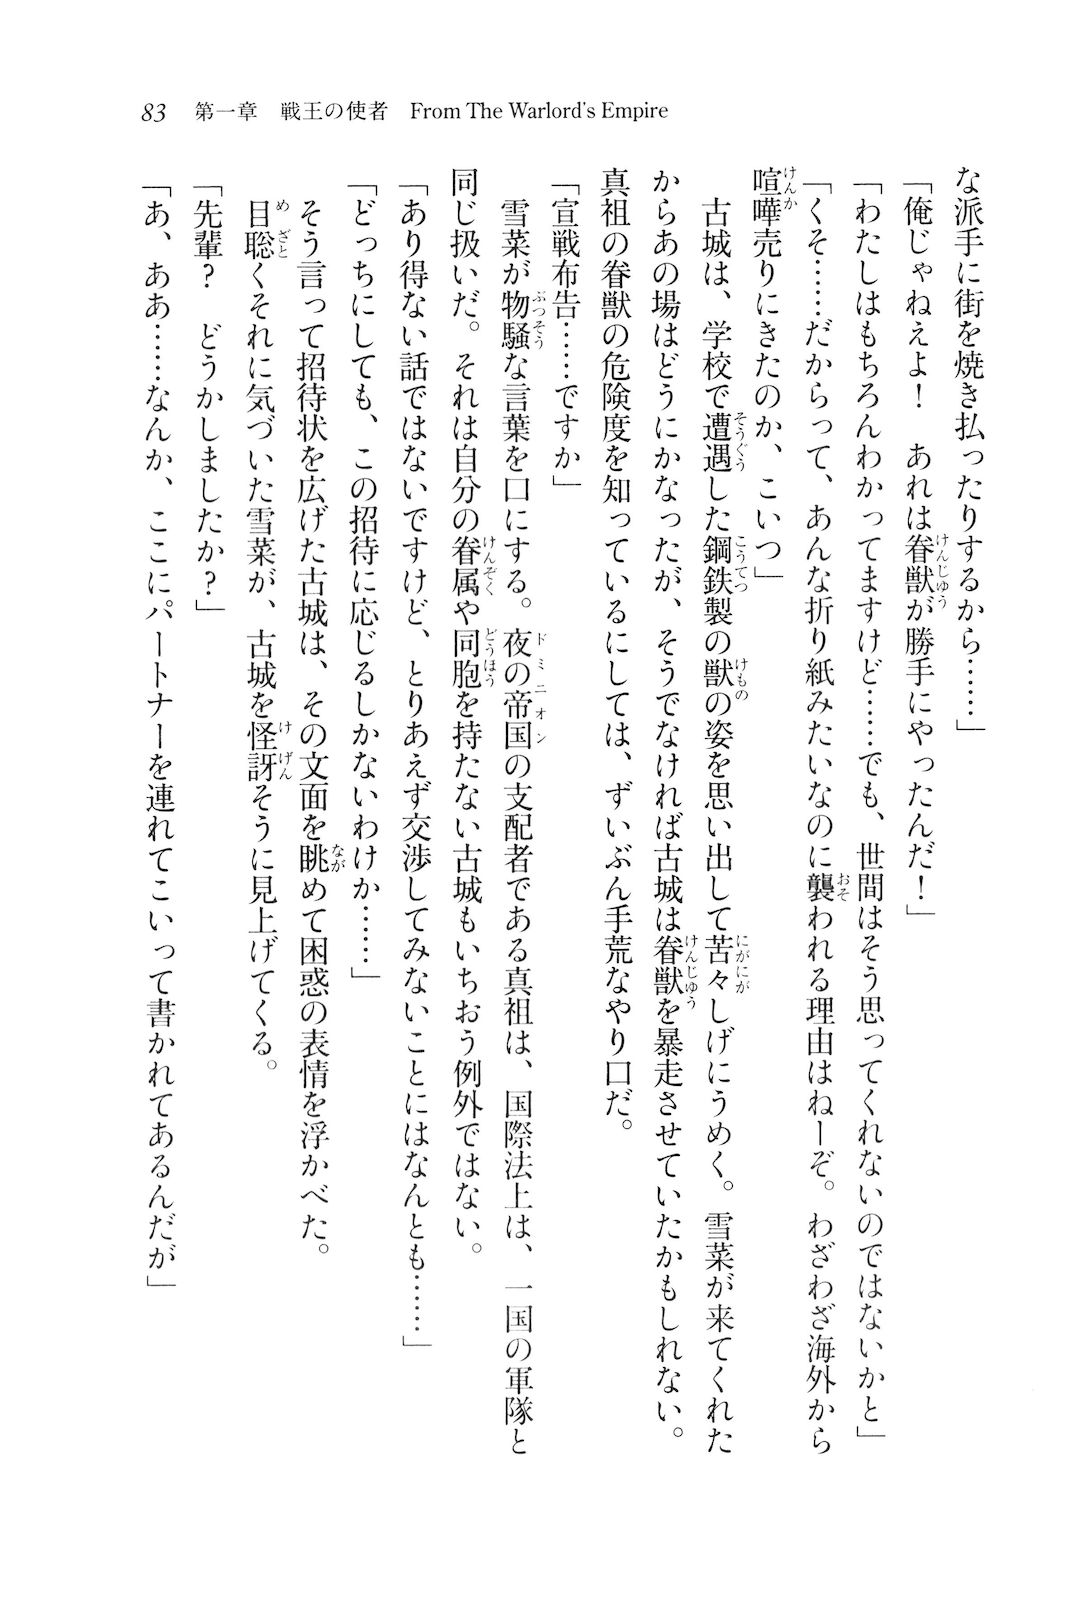 83　第一章　戦王の使者　From The Warlord's Empire
な派手に街を焼き払ったりするから……」
「俺じゃねえよ！　あれは眷獣が勝手にやったんだ！」
「わたしはもちろんわかってますけど……でも、世間はそう思ってくれないのではないかと」
「くそ……だからって、あんな折り紙みたいなのに襲われる理由はねーぞ。わざわざ海外から
喧嘩売りにきたのか、こいつ」
　古城は、学校で遭遇した鋼鉄製の獣の姿を思い出して苦々しげにうめく。雪菜が来てくれた
からあの場はどうにかなったが、そうでなければ古城は眷獣を暴走させていたかもしれない。
真祖の眷獣の危険度を知っているにしては、ずいぶん手荒なやり口だ。
「宣戦布告……ですか」
　雪菜が物騒な言葉を口にする。夜の帝国の支配者である真祖は、国際法上は、一国の軍隊と
同じ扱いだ。それは自分の眷属や同胞を持たない古城もいちおう例外ではない。
「あり得ない話ではないですけど、とりあえず交渉してみないことにはなんとも……」
「どっちにしても、この招待に応じるしかないわけか……」
　そう言って招待状を広げた古城は、その文面を眺めて困惑の表情を浮かべた。
　目聡くそれに気づいた雪菜が、古城を怪訝そうに見上げてくる。
「先輩？　どうかしましたか？」
「あ、ああ……なんか、ここにパートナーを連れてこいって書かれてあるんだが」